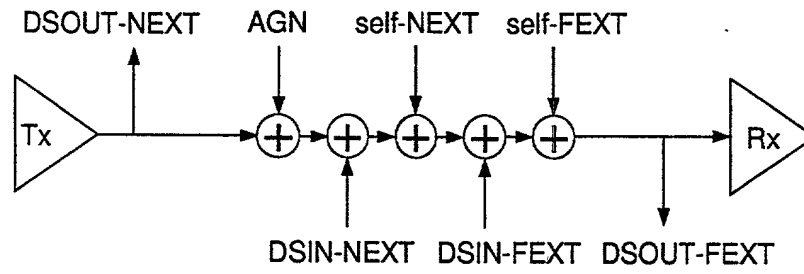 DSOUT-NEXT AGN self-NEXT self-FEXT
Tx + + + + + Rx
DSIN-NEXT DSIN-FEXT DSOUT-FEXT